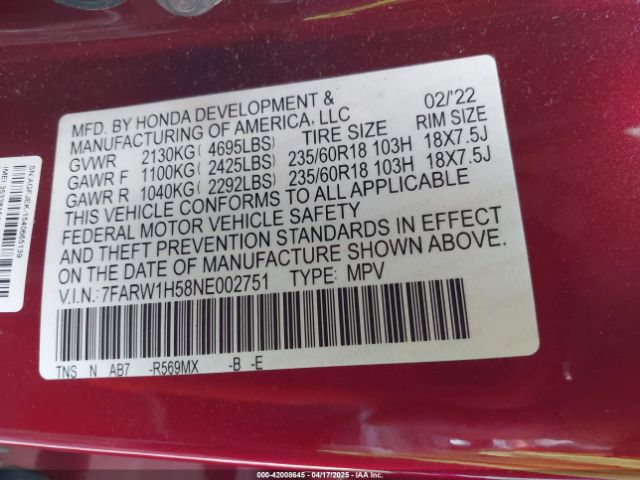 MFD. BY HONDA DEVELOPMENT & 02/'22
MANUFACTURING OF AMERICA, LLC
TIRE SIZE RIM SIZE
GVWR 2130KG ( 4695LBS)
GAWR F 1100KG ( 2425LBS) 235/60R18 103H 18X7.5J
GAWR R 1040KG ( 2292LBS) 235/60R18 103H 18X7.5J
THIS VEHICLE CONFORMS TO ALL APPLICABLE
FEDERAL MOTOR VEHICLE SAFETY
AND THEFT PREVENTION STANDARDS IN EFFECT
ON THE DATE OF MANUFACTURE SHOWN ABOVE.
V.I.N.:7FARW1H58NE002751 TYPE: MPV
TNS N AB7 -R569MX -B -E
000-42008645 - 04/17/2025 - IAAI.COM